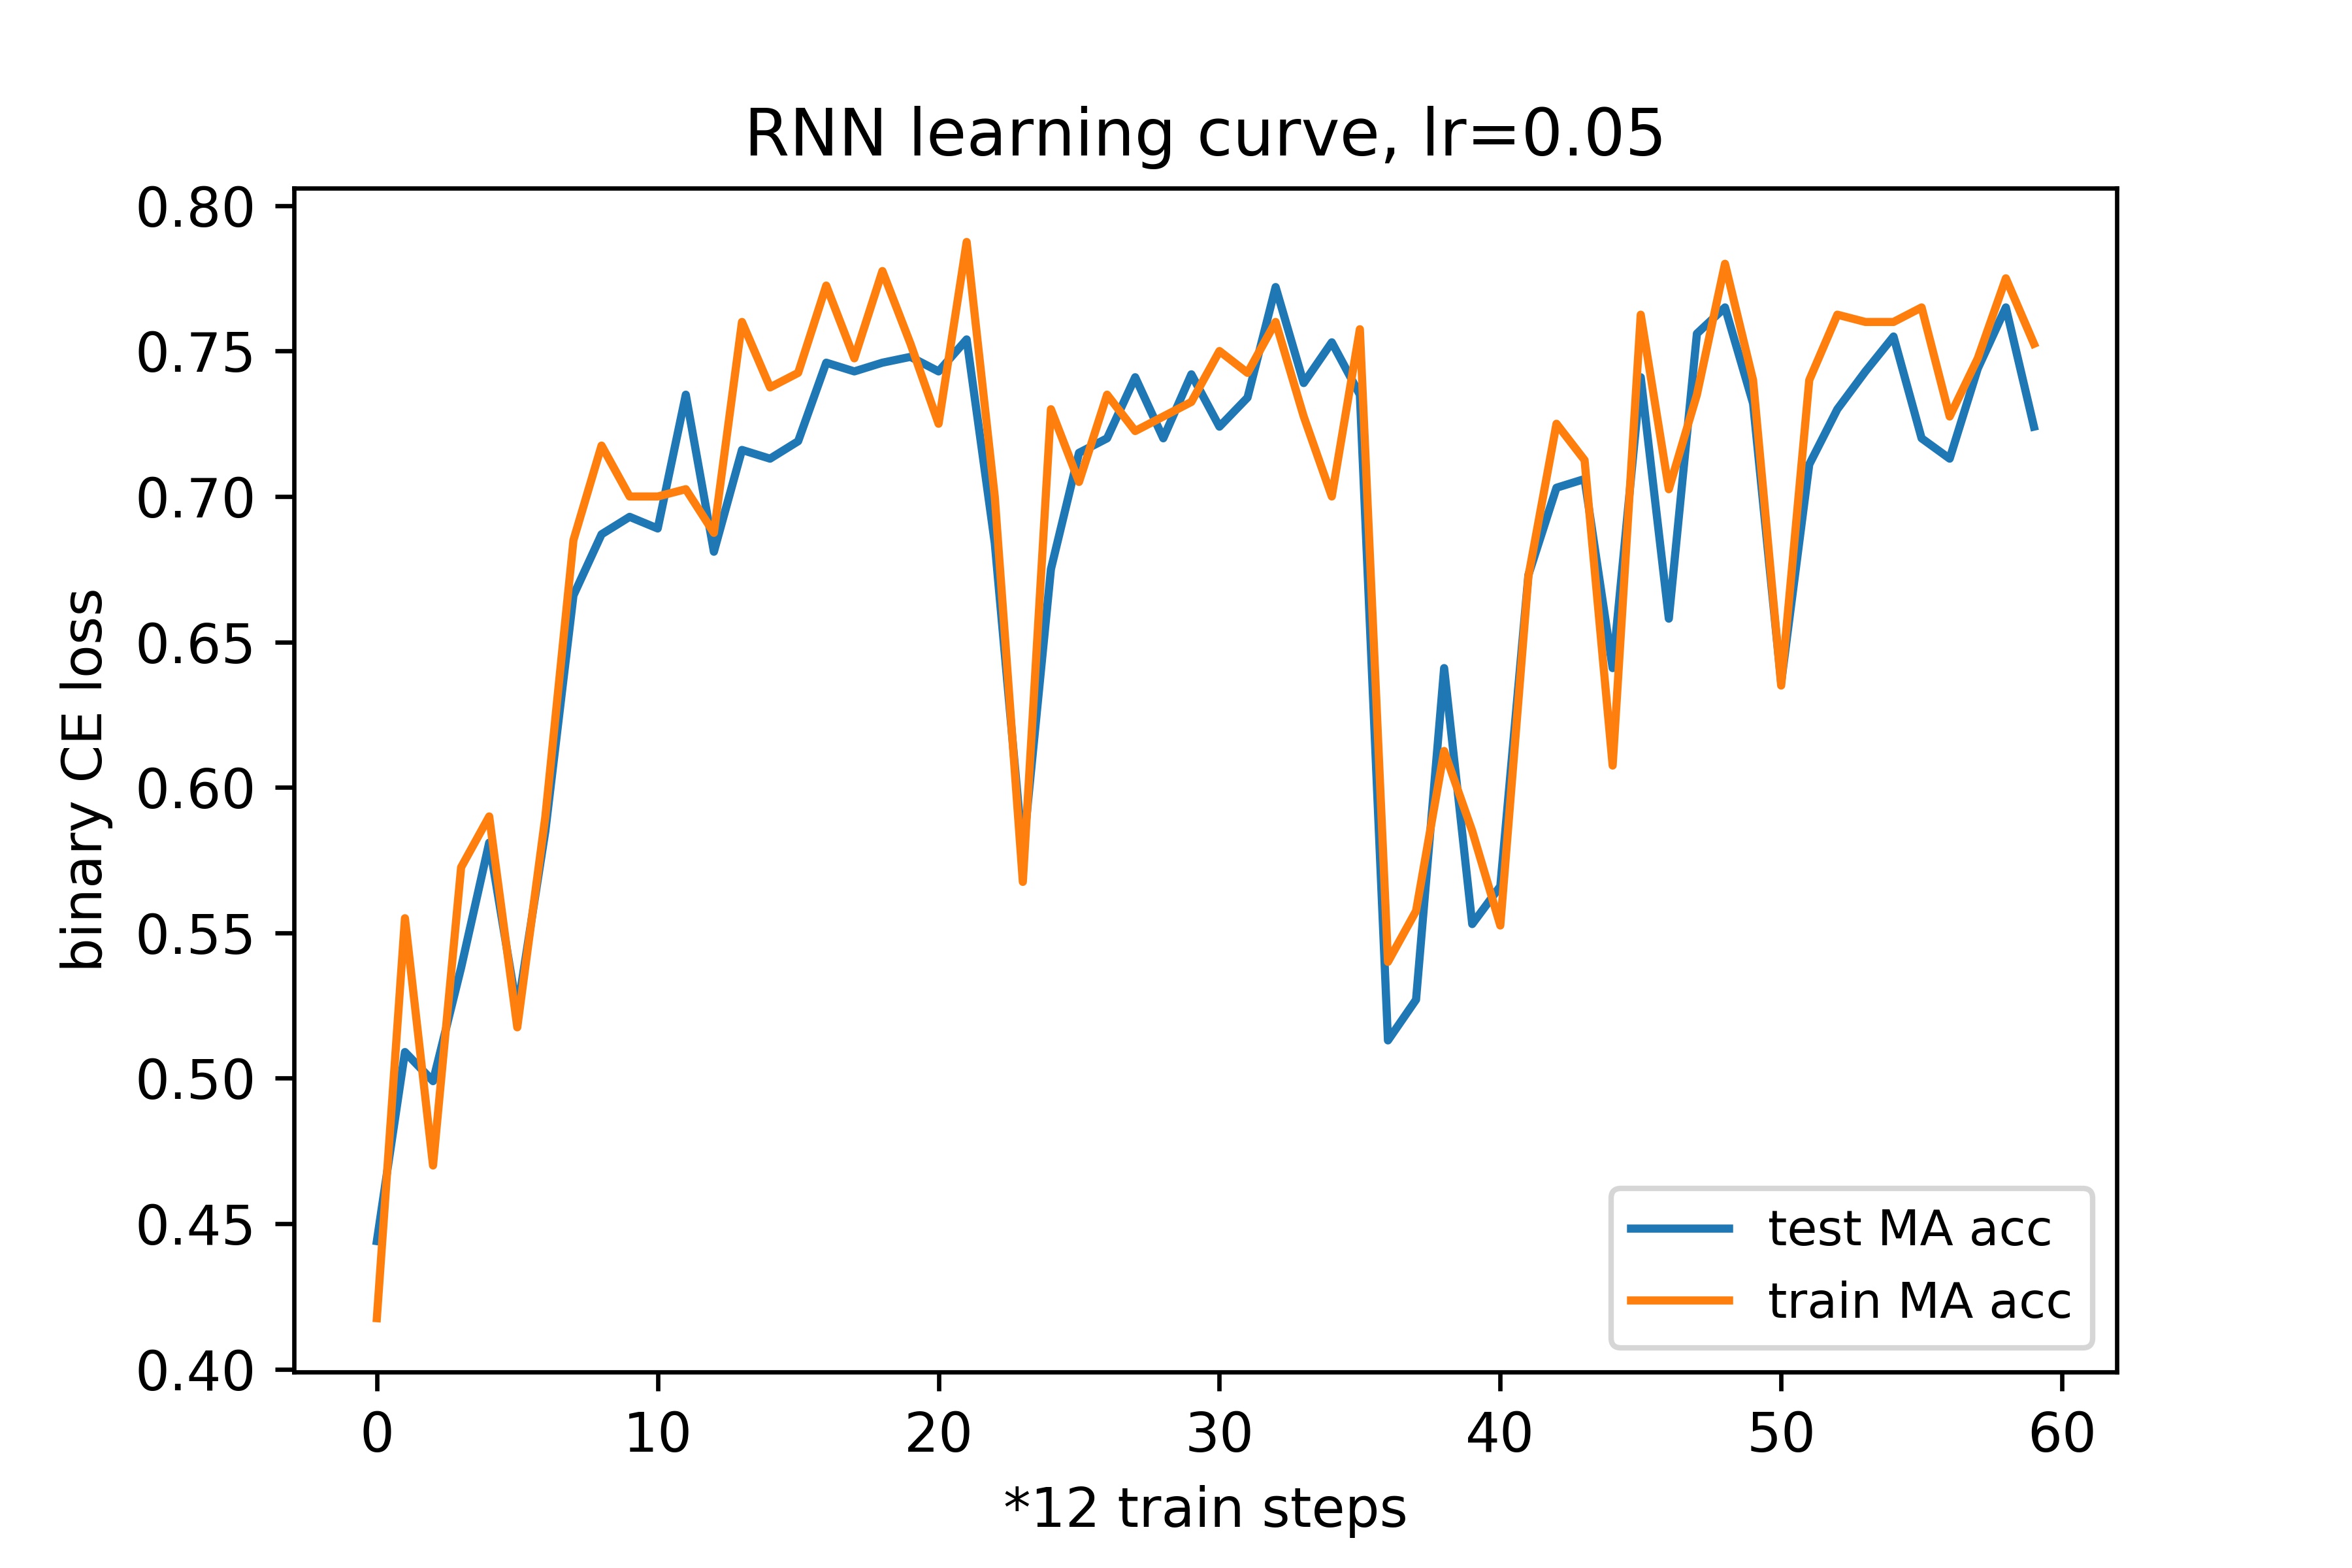 RNN learning curve, lr=0.05
binary CE loss
0.80
0.75
0.70
0.65
0.60
0.55
0.50
0.45
0.40
test MA acc
train MA acc
0 10 20 30 40 50 60
*12 train steps